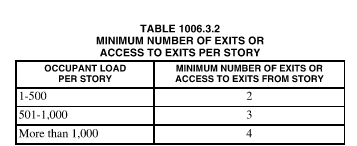 TABLE 1006.3.2
MINIMUM NUMBER OF EXITS OR
ACCESS TO EXITS PER STORY
OCCUPANT LOAD
PER STORY
MINIMUM NUMBER OF EXITS OR
ACCESS TO EXITS FROM STORY
1-500 2
501-1,000 3
More than 1,000 4